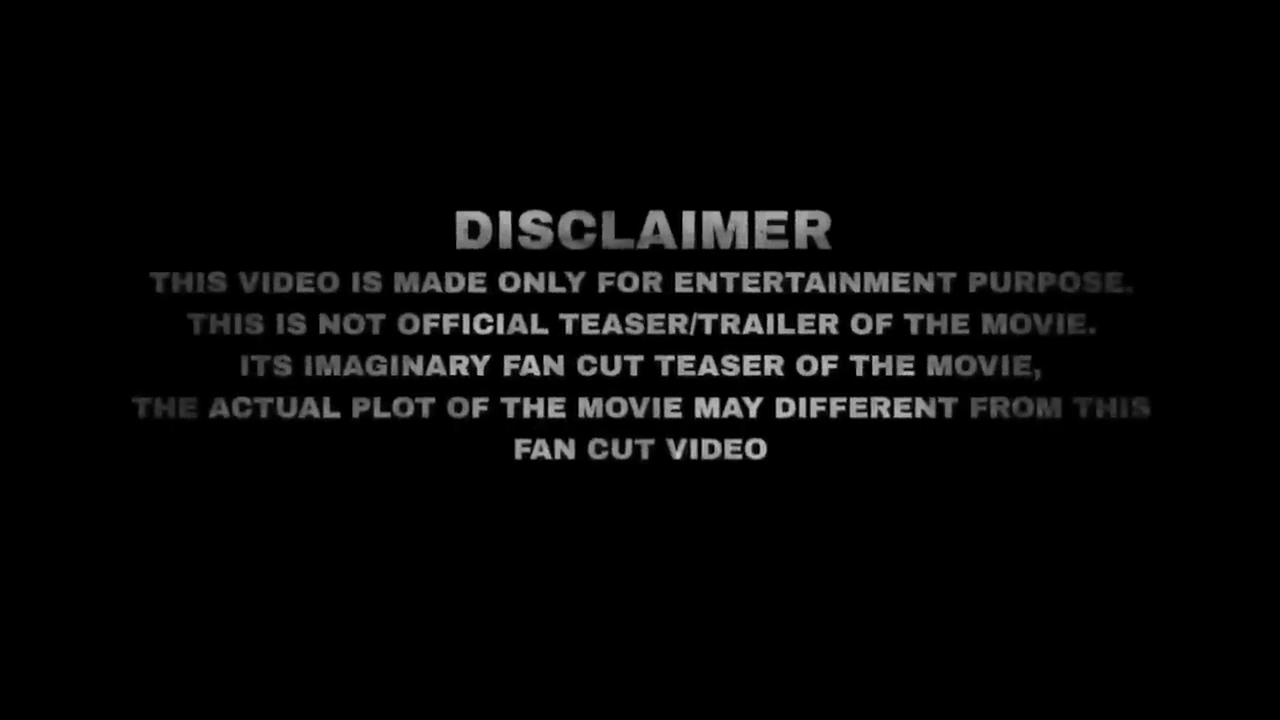 DISCLAIMER
THIS VIDEO IS MADE ONLY FOR ENTERTAINMENT PURPOSE.
THIS IS NOT OFFICIAL TEASER/TRAILER OF THE MOVIE.
ITS IMAGINARY FAN CUT TEASER OF THE MOVIE,
THE ACTUAL PLOT OF THE MOVIE MAY DIFFERENT FROM THIS
FAN CUT VIDEO